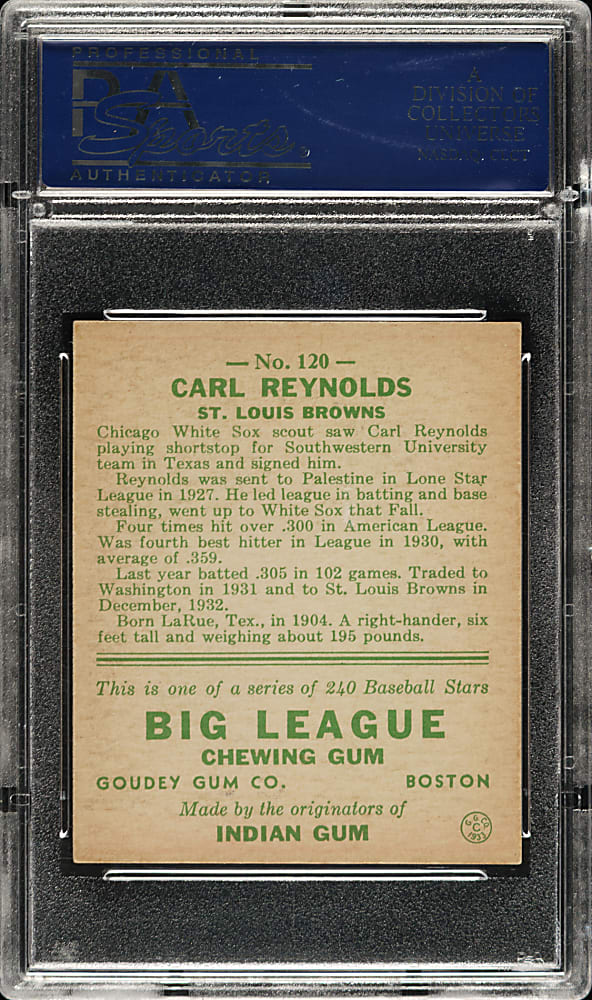 PROFESSIONAL
PSA
Sports
AUTHENTICATOR
A
DIVISION OF
COLLECTORS
UNIVERSE
NASDAQ: CLCT
— No. 120 —
CARL REYNOLDS
ST. LOUIS BROWNS
Chicago White Sox scout saw Carl Reynolds
playing shortstop for Southwestern University
team in Texas and signed him.
Reynolds was sent to Palestine in Lone Star
League in 1927. He led league in batting and base
stealing, went up to White Sox that Fall.
Four times hit over .300 in American League.
Was fourth best hitter in League in 1930, with
average of .359.
Last year batted .305 in 102 games. Traded to
Washington in 1931 and to St. Louis Browns in
December, 1932.
Born LaRue, Tex., in 1904. A right-hander, six
feet tall and weighing about 195 pounds.
This is one of a series of 240 Baseball Stars
BIG LEAGUE
CHEWING GUM
GOUDEY GUM CO. BOSTON
Made by the originators of
INDIAN GUM
G. G. CO.
C
1933